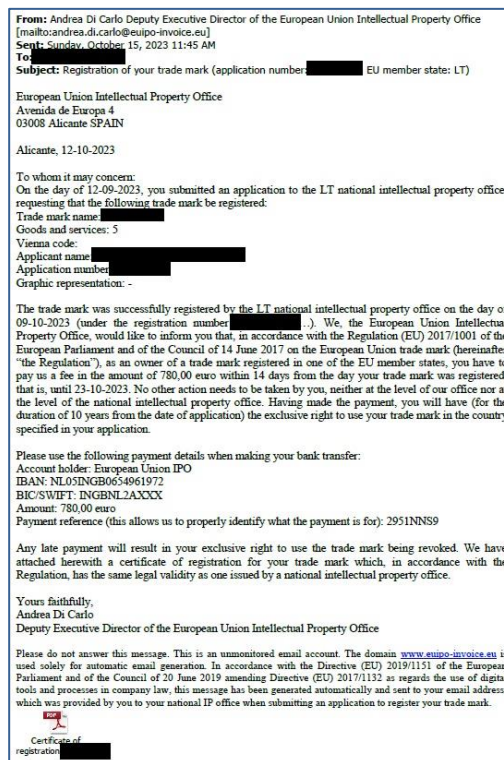 From: Andrea Di Carlo Deputy Executive Director of the European Union Intellectual Property Office
[mailto:andrea.di.carlo@euipo-invoice.eu]
Sent: Sunday, October 15, 2023 11:45 AM
To:
Subject: Registration of your trade mark (application number: EU member state: LT)
European Union Intellectual Property Office
Avenida de Europa 4
03008 Alicante SPAIN
Alicante, 12-10-2023
To whom it may concern:
On the day of 12-09-2023, you submitted an application to the LT national intellectual property office
requesting that the following trade mark be registered:
Trade mark name:
Goods and services: 5
Vienna code:
Applicant name
Application number
Graphic representation: -
The trade mark was successfully registered by the LT national intellectual property office on the day o
09-10-2023 (under the registration number ...). We, the European Union Intellectua
Property Office, would like to inform you that, in accordance with the Regulation (EU) 2017/1001 of the
European Parliament and of the Council of 14 June 2017 on the European Union trade mark (hereinafte
“the Regulation”), as an owner of a trade mark registered in one of the EU member states, you have to
pay us a fee in the amount of 780,00 euro within 14 days from the day your trade mark was registered
that is, until 23-10-2023. No other action needs to be taken by you, neither at the level of our office nor a
the level of the national intellectual property office. Having made the payment, you will have (for the
duration of 10 years from the date of application) the exclusive right to use your trade mark in the country
specified in your application.
Please use the following payment details when making your bank transfer:
Account holder: European Union IPO
IBAN: NL05INGB0654961972
BIC/SWIFT: INGBNL2AXXX
Amount: 780,00 euro
Payment reference (this allows us to properly identify what the payment is for): 2951NNS9
Any late payment will result in your exclusive right to use the trade mark being revoked. We have
attached herewith a certificate of registration for your trade mark which, in accordance with the
Regulation, has the same legal validity as one issued by a national intellectual property office.
Yours faithfully,
Andrea Di Carlo
Deputy Executive Director of the European Union Intellectual Property Office
Please do not answer this message. This is an unmonitored email account. The domain www.euipo-invoice.eu i
used solely for automatic email generation. In accordance with the Directive (EU) 2019/1151 of the European
Parliament and of the Council of 20 June 2019 amending Directive (EU) 2017/1132 as regards the use of digita
tools and processes in company law, this message has been generated automatically and sent to your email address
which was provided by you to your national IP office when submitting an application to register your trade mark.
PDF
Certificate of
registration